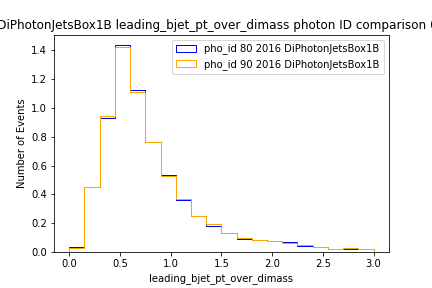 DiPhotonJetsBox1B leading_bjet_pt_over_dimass photon ID comparison (
pho_id 80 2016 DiPhotonJetsBox1B
pho_id 90 2016 DiPhotonJetsBox1B
Number of Events
1.4
1.2
1.0
0.8
0.6
0.4
0.2
0.0
0.0 0.5 1.0 1.5 2.0 2.5 3.0
leading_bjet_pt_over_dimass